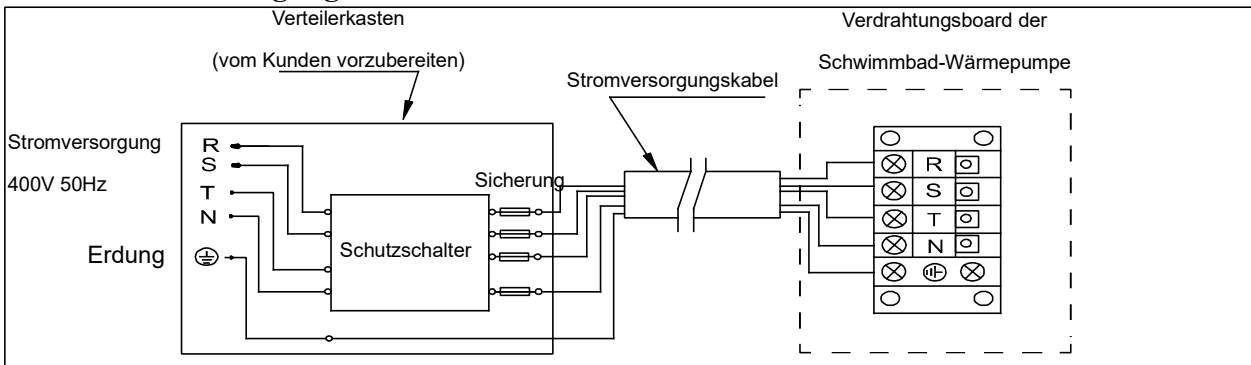 Verteilerkasten
(vom Kunden vorzubereiten)
Verdrahtungsboard der
Schwimmbad-Wärmepumpe
Stromversorgungskabel
Stromversorgung
400V 50Hz
R
S
T
N
Erdung
Schutzschalter
Sicherung
R
S
T
N